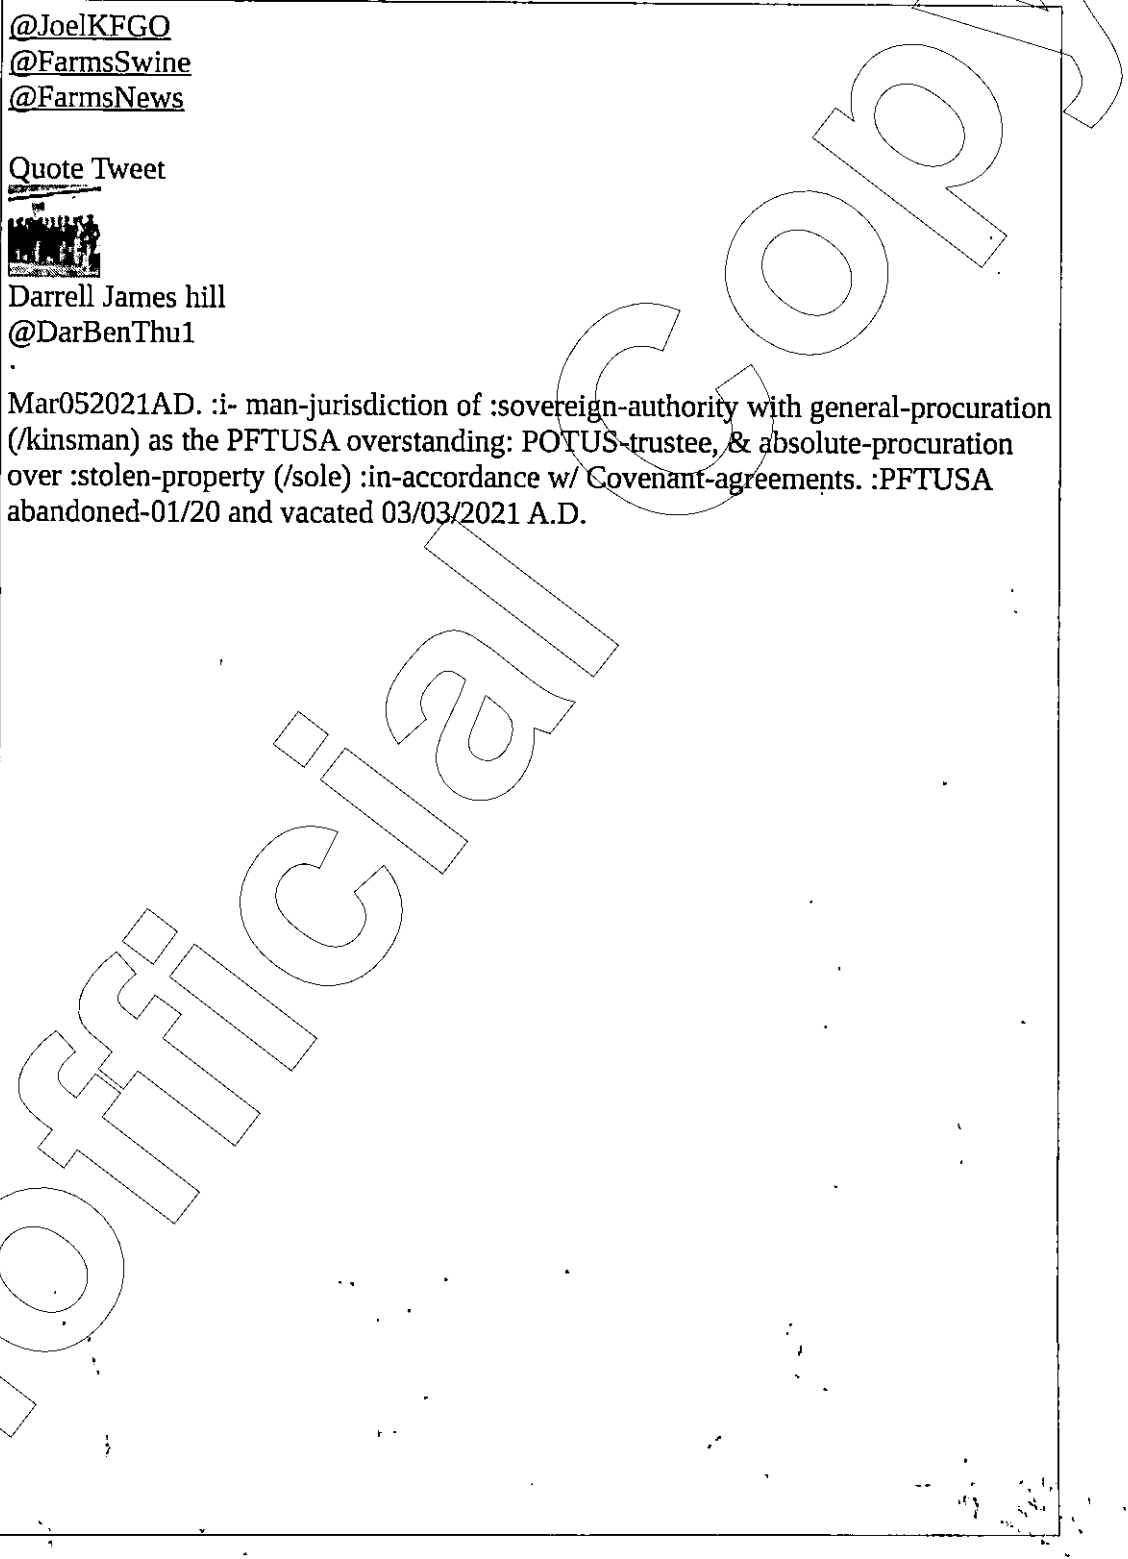 @JoelKFGO
@FarmsSwine
@FarmsNews
Quote Tweet
Darrell James hill
@DarBenThu1
.
Mar052021AD. :i- man-jurisdiction of :sovereign-authority with general-procuration
(/kinsman) as the PFTUSA overstanding: POTUS-trustee, & absolute-procuration
over :stolen-property (/sole) :in-accordance w/ Covenant-agreements. :PFTUSA
abandoned-01/20 and vacated 03/03/2021 A.D.
official Copy